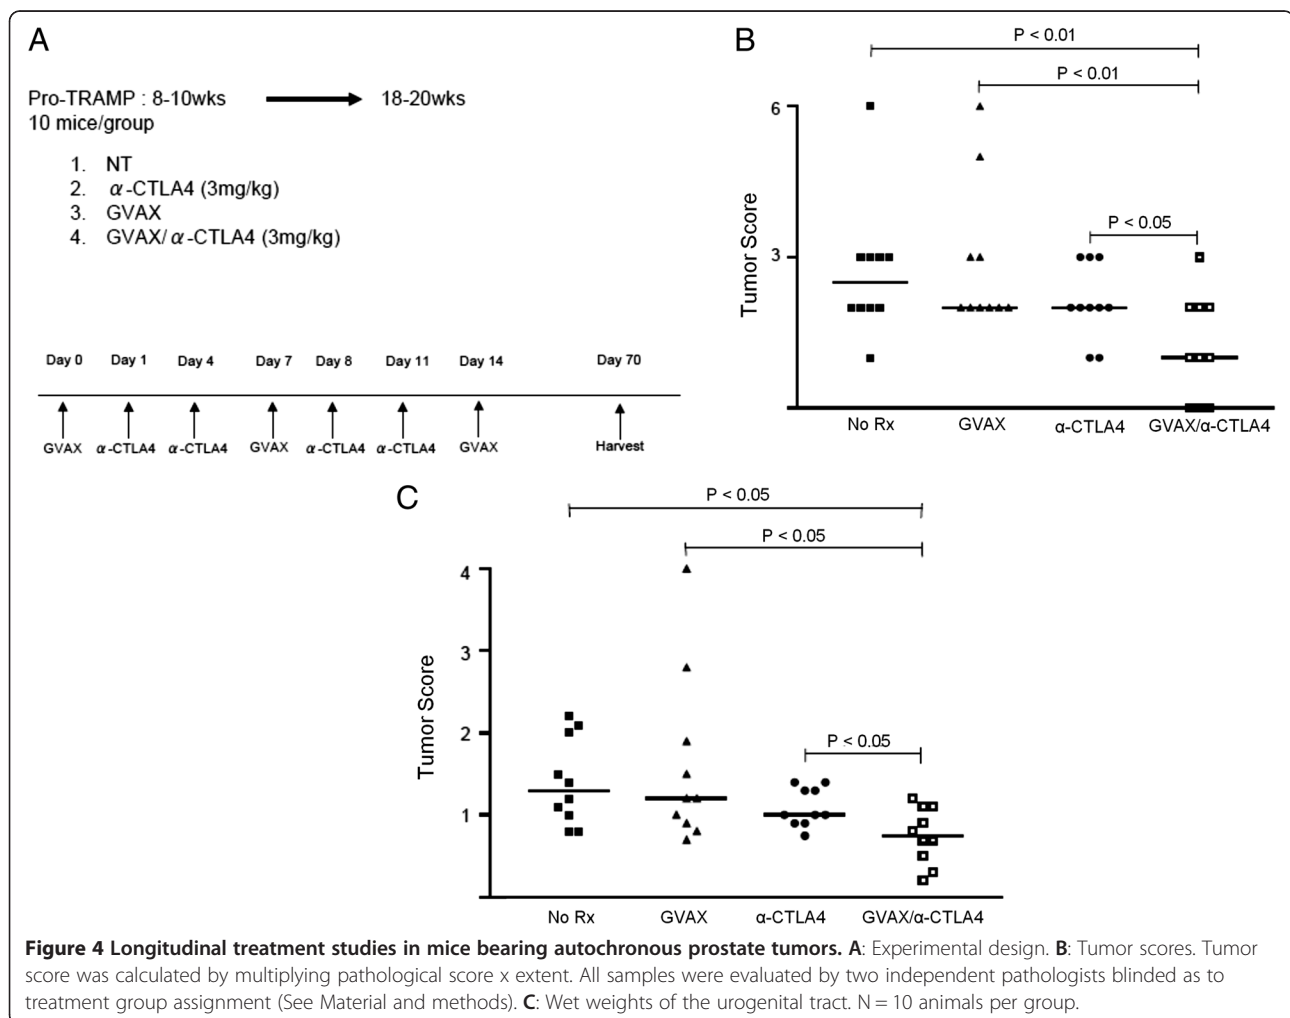 A
Pro-TRAMP : 8-10wks 18-20wks
10 mice/group
1. NT
2. α-CTLA4 (3mg/kg)
3. GVAX
4. GVAX/α-CTLA4 (3mg/kg)
Day 0 Day 1 Day 4 Day 7 Day 8 Day 11 Day 14 Day 70
GVAX α-CTLA4 α-CTLA4 GVAX α-CTLA4 α-CTLA4 GVAX Harvest
B
P < 0.01
P < 0.01
P < 0.05
6
3
Tumor Score
No Rx GVAX α-CTLA4 GVAX/α-CTLA4
C
P < 0.05
P < 0.05
P < 0.05
4
3
2
1
Tumor Score
No Rx GVAX α-CTLA4 GVAX/α-CTLA4
Figure 4 Longitudinal treatment studies in mice bearing autochronous prostate tumors. A: Experimental design. B: Tumor scores. Tumor
score was calculated by multiplying pathological score x extent. All samples were evaluated by two independent pathologists blinded as to
treatment group assignment (See Material and methods). C: Wet weights of the urogenital tract. N = 10 animals per group.